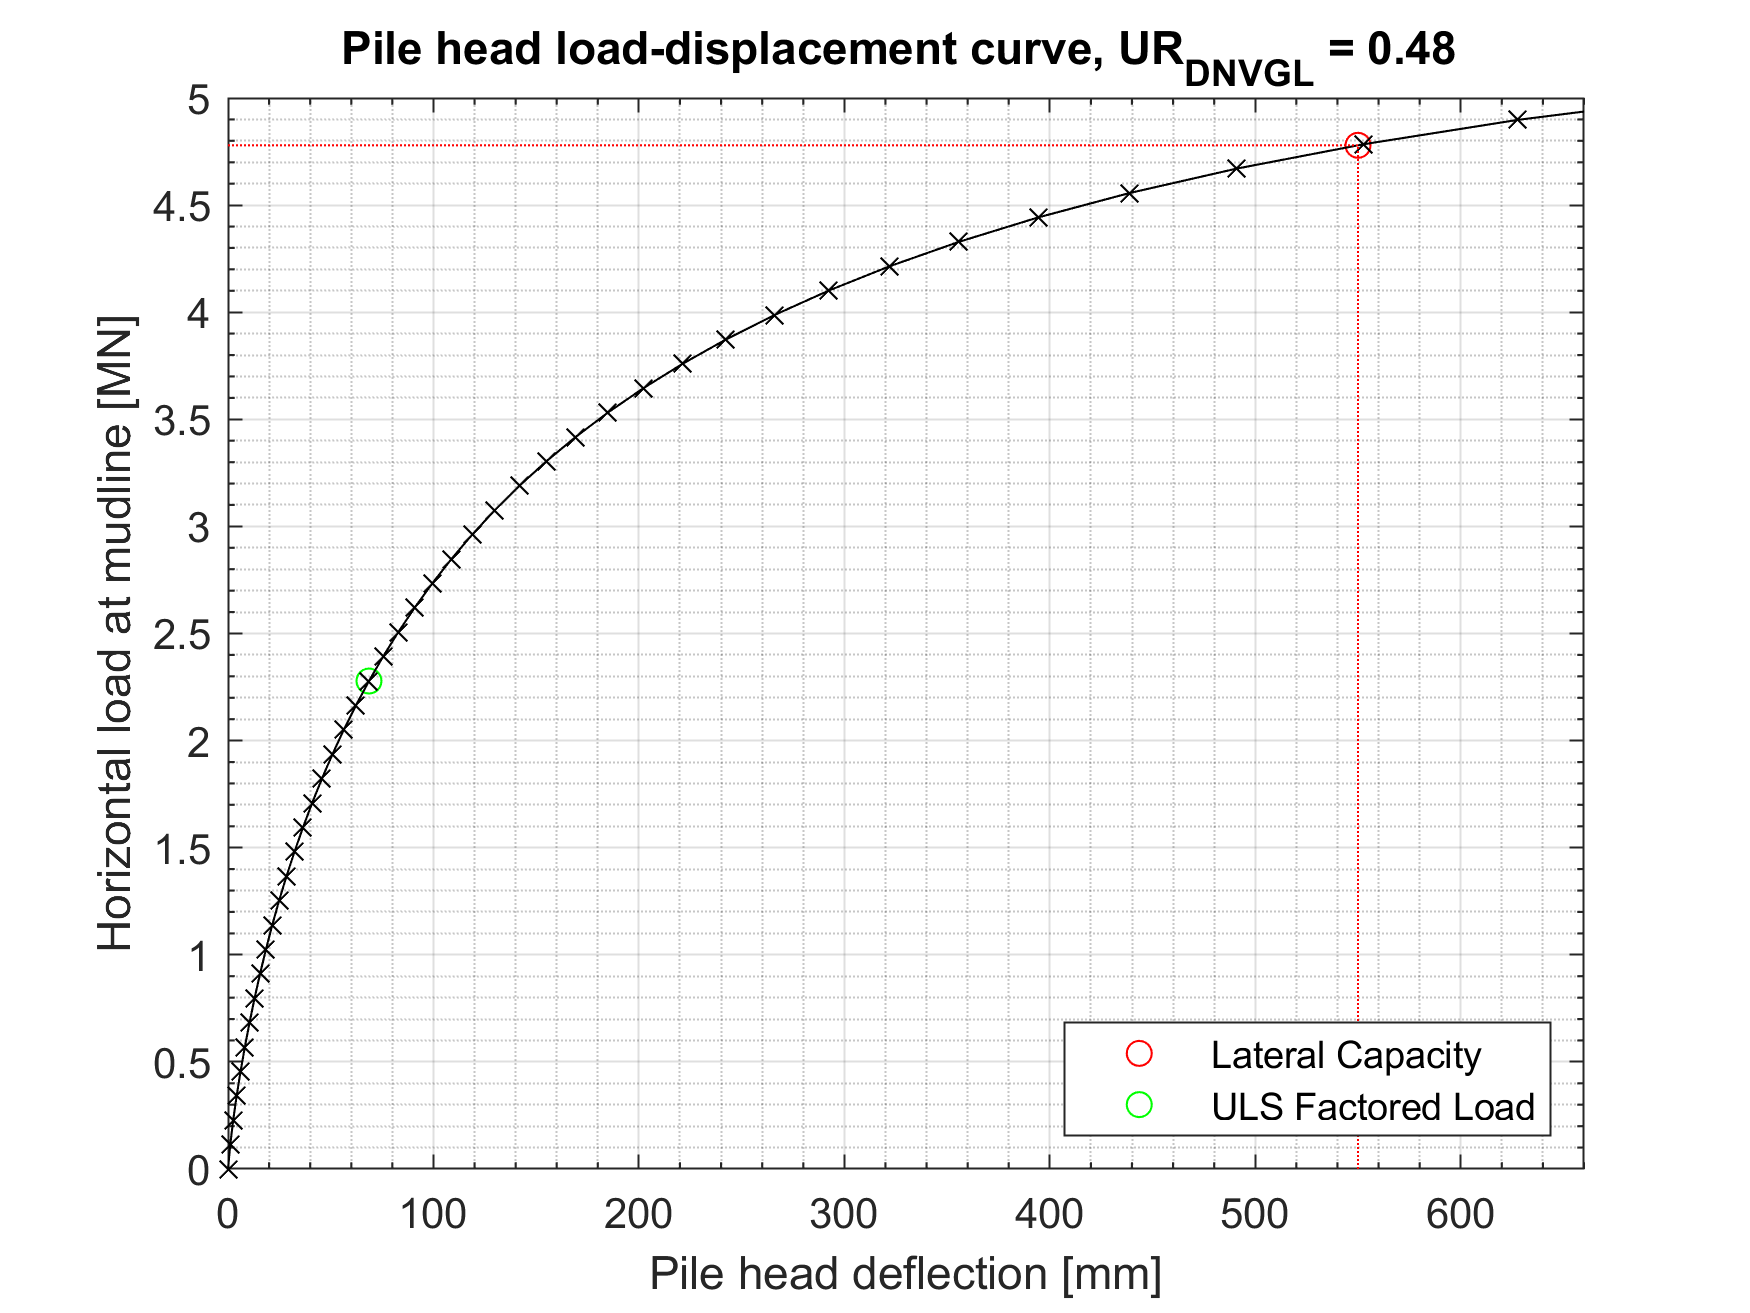 Pile head load-displacement curve, UR_DNVGL = 0.48
Horizontal load at mudline [MN]
5
4.5
4
3.5
3
2.5
2
1.5
1
0.5
0
Lateral Capacity
ULS Factored Load
0 100 200 300 400 500 600
Pile head deflection [mm]